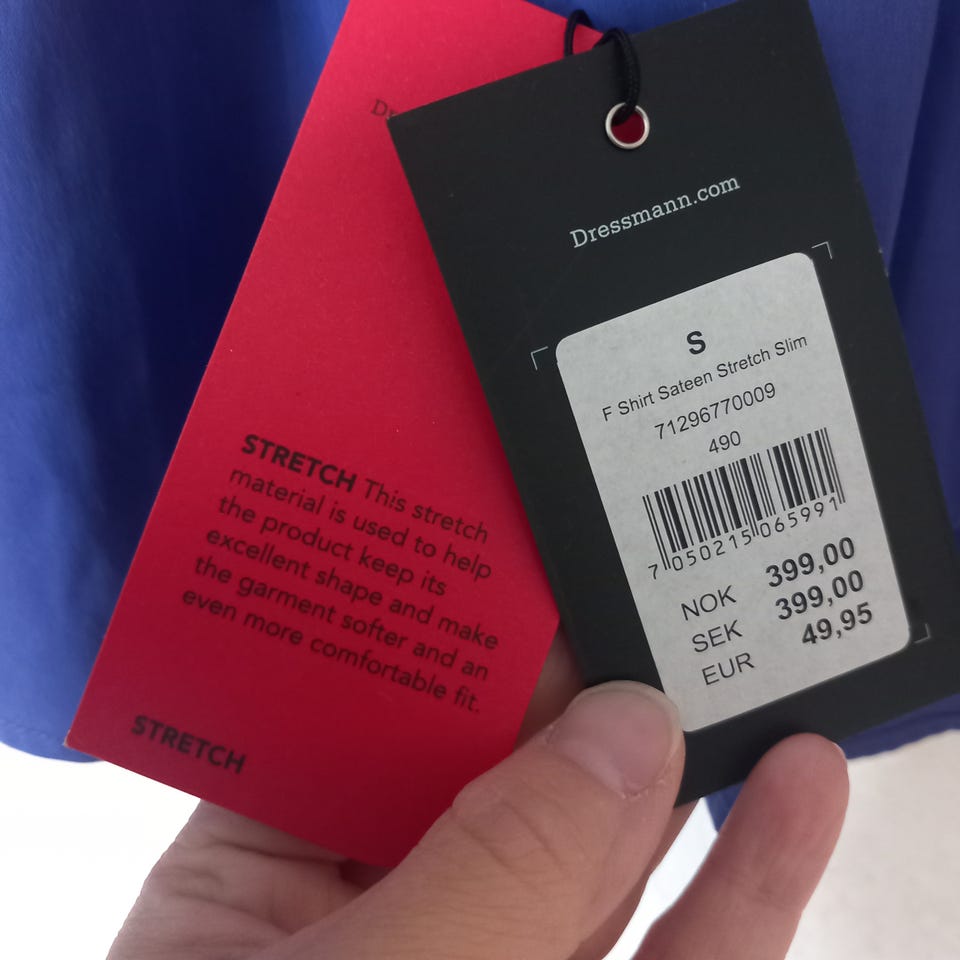 STRETCH This stretch
material is used to help
the product keep its
excellent shape and make
the garment softer and an
even more comfortable fit.
STRETCH
Dressmann.com
S
F Shirt Sateen Stretch Slim
71296770009
490
7 050215 065991
NOK 399,00
SEK 399,00
EUR 49,95